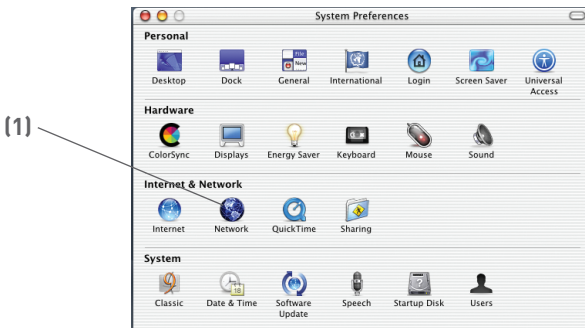 System Preferences
Personal
Desktop Dock General International Login Screen Saver Universal
Access
(1)
Hardware
ColorSync Displays Energy Saver Keyboard Mouse Sound
Internet & Network
Internet Network QuickTime Sharing
System
Classic Date & Time Software Speech Startup Disk Users
Update